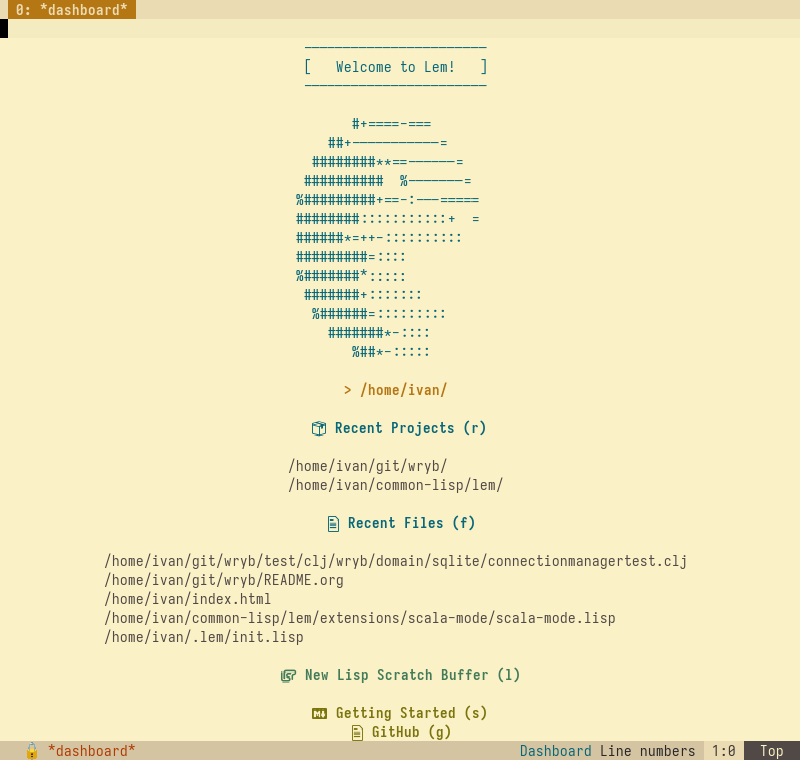 0: *dashboard*
────────────────────────
[   Welcome to Lem!   ]
────────────────────────
#+====-===
##+-----------=
########**==------=
##########  %-------=
%#########+==-:---=====
########:::::::::::+  =
######*=++-::::::::::
#########=::::
%#######*:::::
#######+:::::::
%######=:::::::::
#######*-::::
%##*-:::::
> /home/ivan/
Recent Projects (r)
/home/ivan/git/wryb/
/home/ivan/common-lisp/lem/
Recent Files (f)
/home/ivan/git/wryb/test/clj/wryb/domain/sqlite/connectionmanagertest.clj
/home/ivan/git/wryb/README.org
/home/ivan/index.html
/home/ivan/common-lisp/lem/extensions/scala-mode/scala-mode.lisp
/home/ivan/.lem/init.lisp
New Lisp Scratch Buffer (l)
Getting Started (s)
GitHub (g)
*dashboard* Dashboard Line numbers 1:0 Top